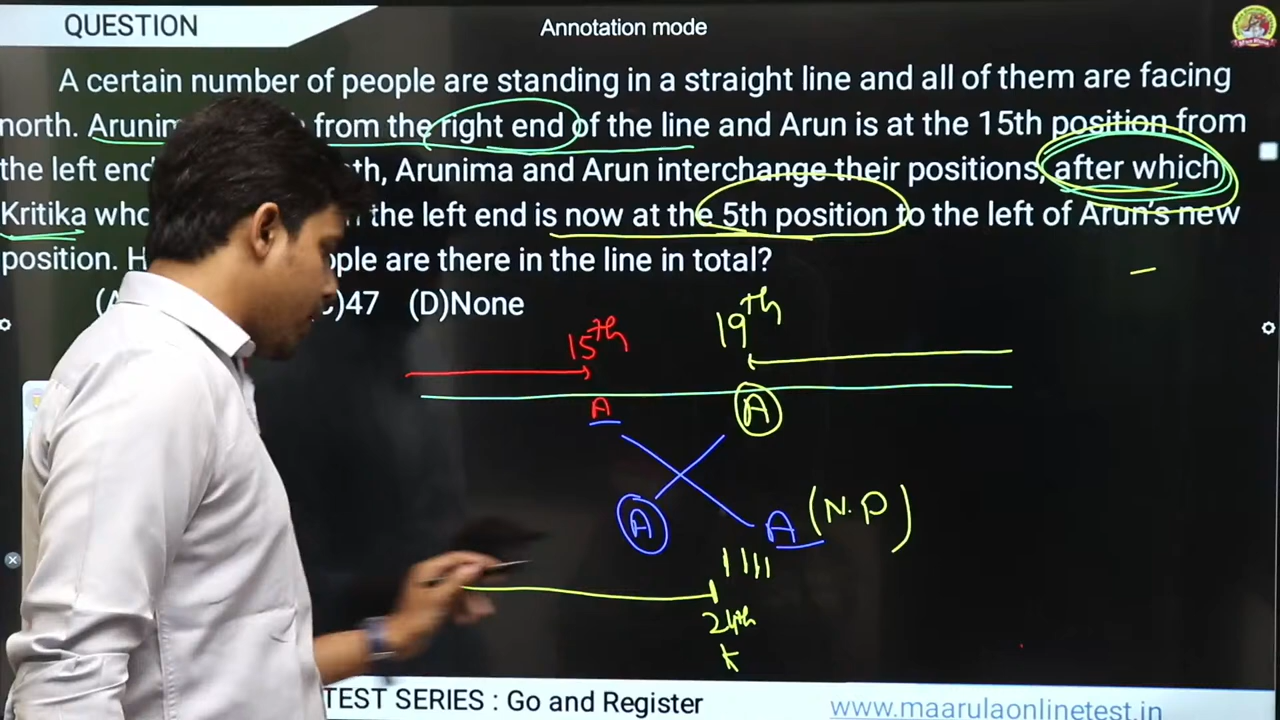 QUESTION
Annotation mode
A certain number of people are standing in a straight line and all of them are facing
north. from the right end of the line and Arun is at the 15th position from
the left end Arunima and Arun interchange their positions, after which
Kritika the left end is now at the 5th position to the left of Arun's new
position. are there in the line in total?
47 (D)None
15th
19th
A
A
A
A (N.P)
24th
K
TEST SERIES : Go and Register
www.maarulaonlinetest.in